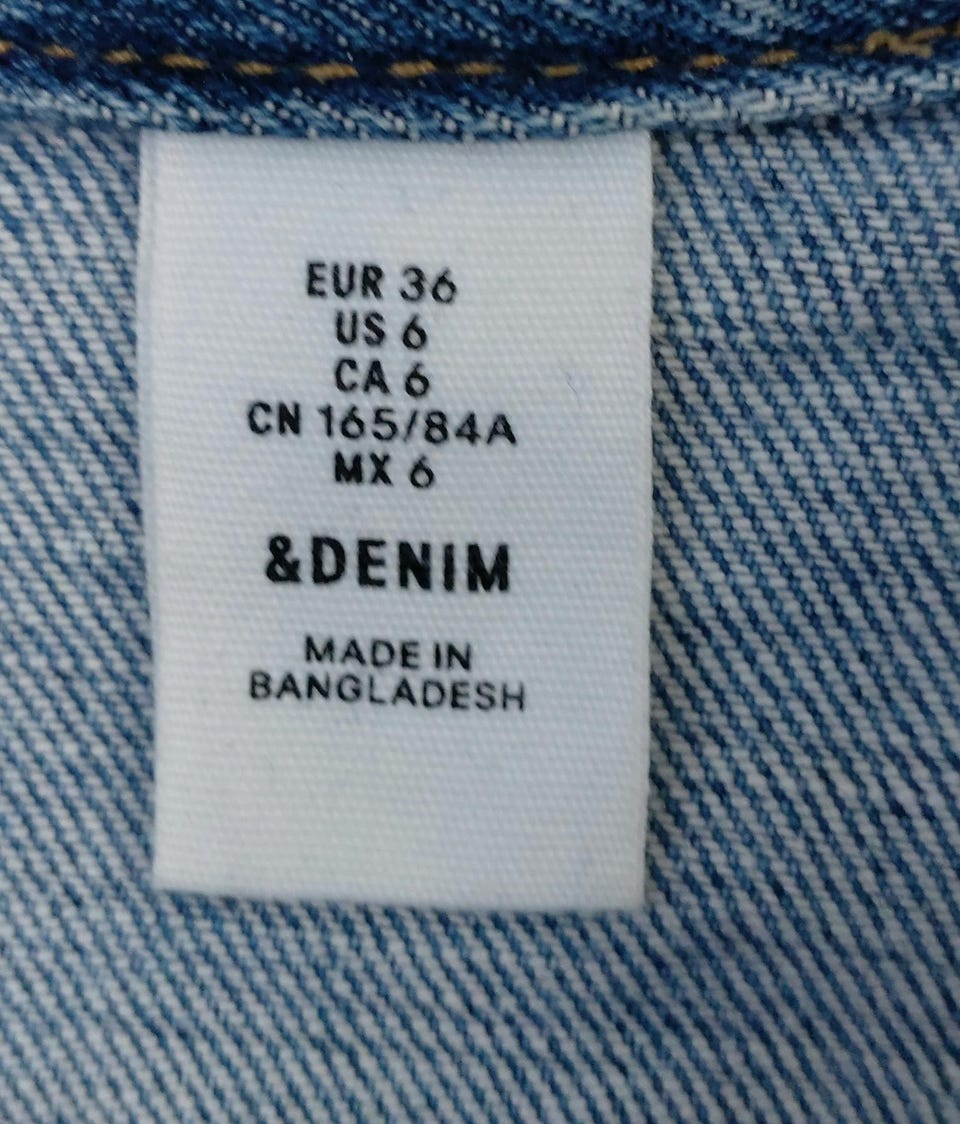 EUR 36
US 6
CA 6
CN 165/84A
MX 6
&DENIM
MADE IN
BANGLADESH